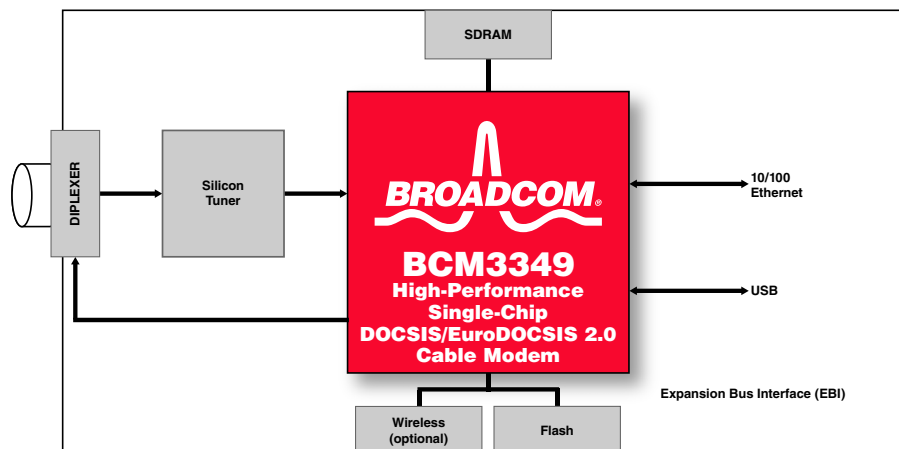 SDRAM
DIPLEXER
Silicon
Tuner
BROADCOM®
BCM3349
High-Performance
Single-Chip
DOCSIS/EuroDOCSIS 2.0
Cable Modem
10/100
Ethernet
USB
Expansion Bus Interface (EBI)
Wireless
(optional)
Flash